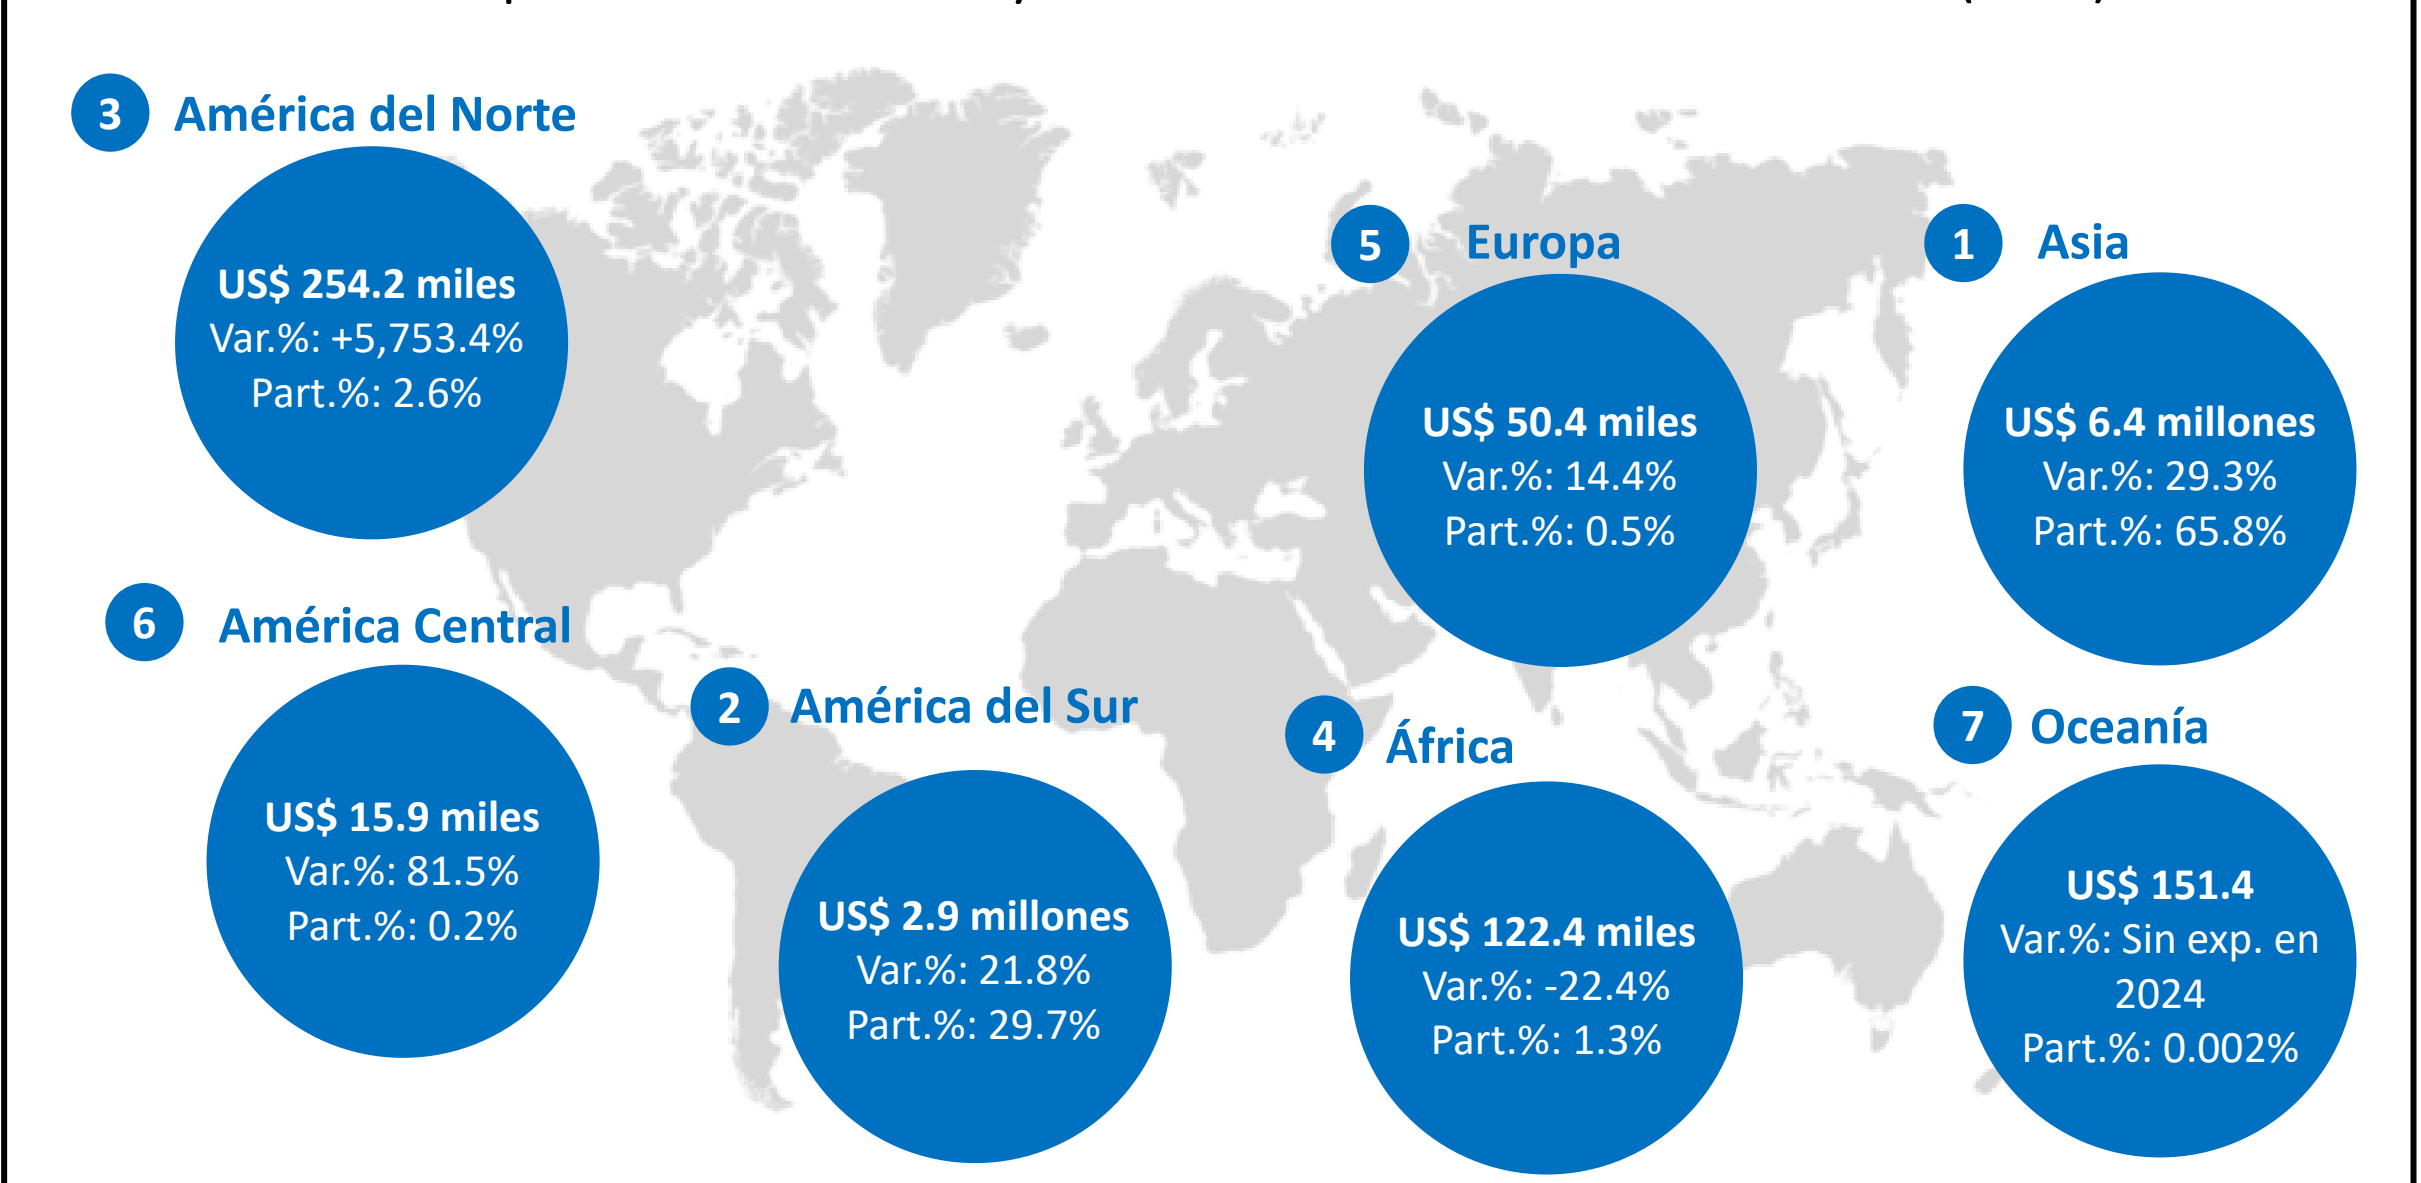 3 América del Norte
US$ 254.2 miles
Var.%: +5,753.4%
Part.%: 2.6%
5 Europa
US$ 50.4 miles
Var.%: 14.4%
Part.%: 0.5%
1 Asia
US$ 6.4 millones
Var.%: 29.3%
Part.%: 65.8%
6 América Central
US$ 15.9 miles
Var.%: 81.5%
Part.%: 0.2%
2 América del Sur
US$ 2.9 millones
Var.%: 21.8%
Part.%: 29.7%
4 África
US$ 122.4 miles
Var.%: -22.4%
Part.%: 1.3%
7 Oceanía
US$ 151.4
Var.%: Sin exp. en
2024
Part.%: 0.002%